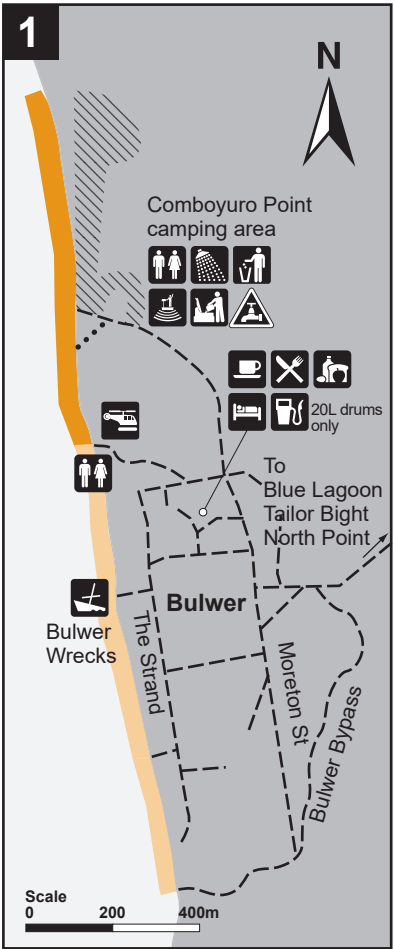 1
N
Comboyuro Point
camping area
20L drums
only
To
Blue Lagoon
Tailor Bight
North Point
Bulwer
Bulwer
Wrecks
The Strand
Moreton St
Bulwer Bypass
Scale
0 200 400m